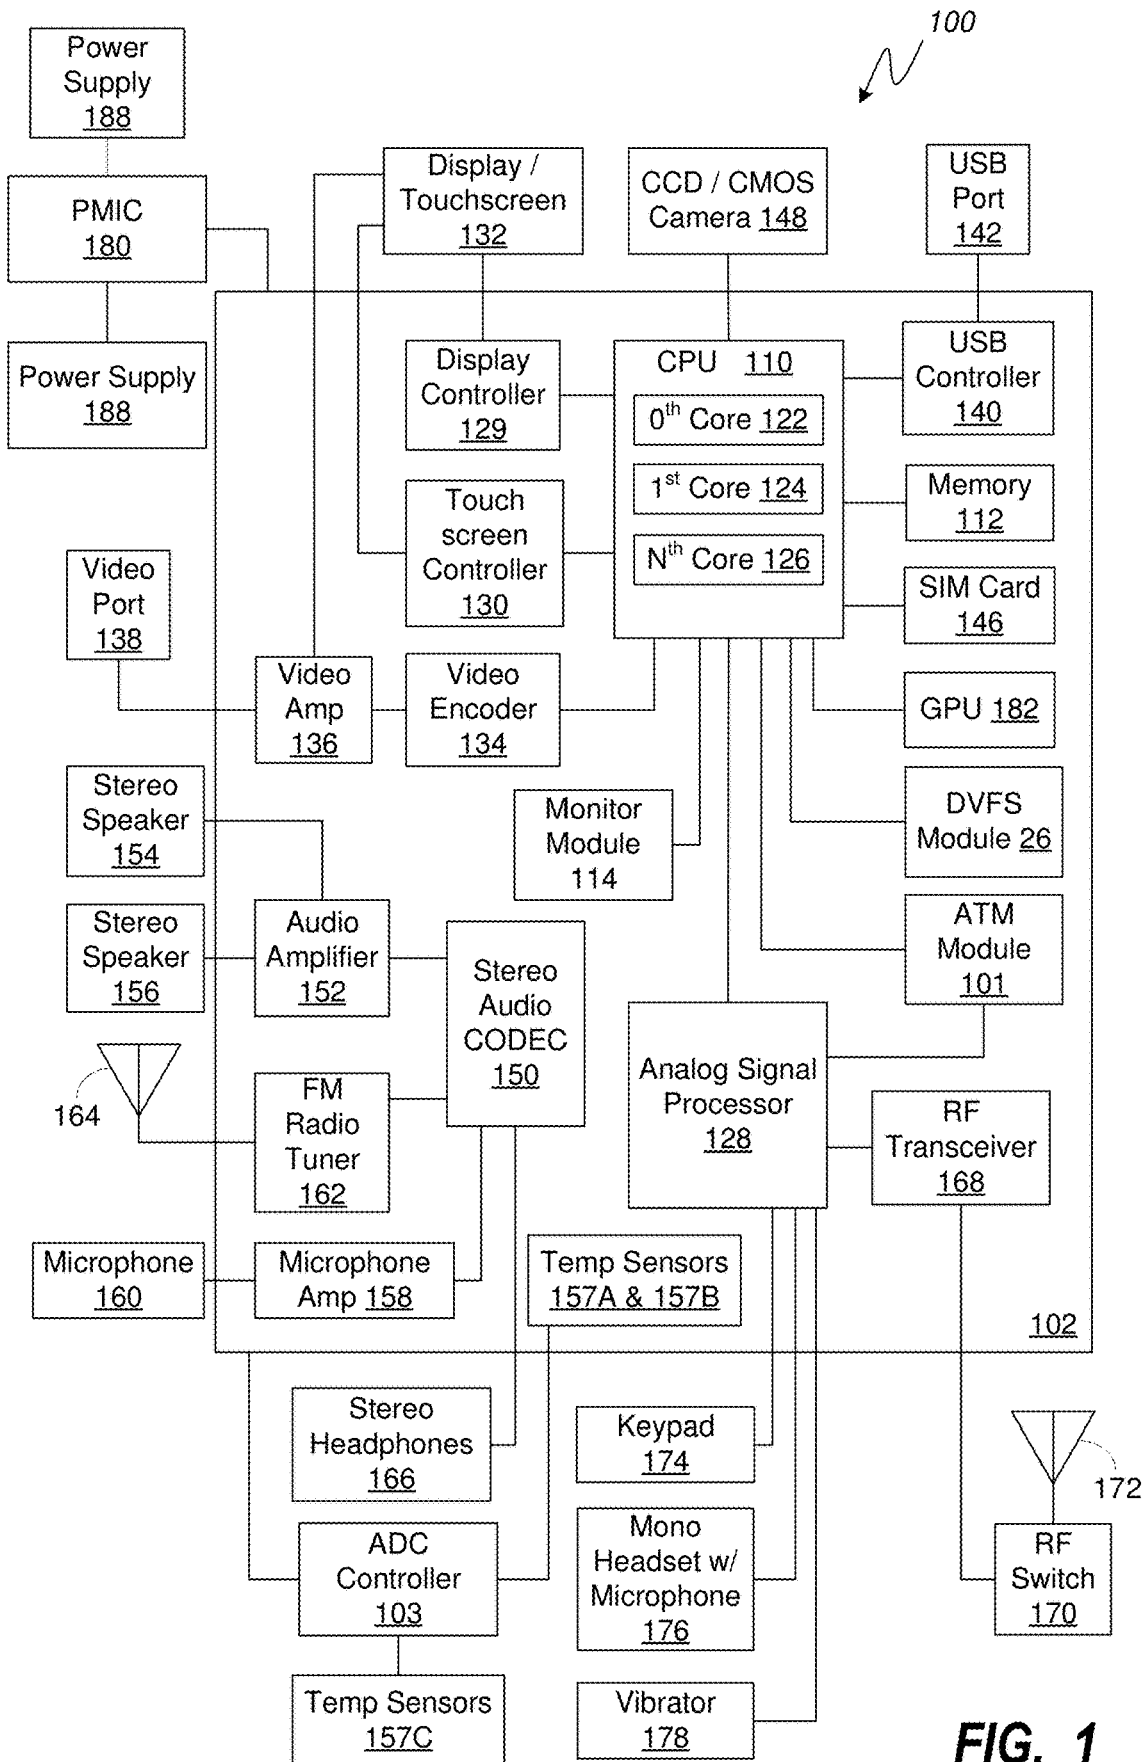 100
Power
Supply
188
PMIC
180
Power Supply
188
Display /
Touchscreen
132
CCD / CMOS
Camera 148
USB
Port
142
Display
Controller
129
CPU 110
0th Core 122
1st Core 124
Nth Core 126
USB
Controller
140
Touch
screen
Controller
130
Memory
112
SIM Card
146
Video
Port
138
Video
Amp
136
Video
Encoder
134
GPU 182
Stereo
Speaker
154
Monitor
Module
114
DVFS
Module 26
Stereo
Speaker
156
Audio
Amplifier
152
Stereo
Audio
CODEC
150
ATM
Module
101
164
FM
Radio
Tuner
162
Analog Signal
Processor
128
RF
Transceiver
168
Microphone
160
Microphone
Amp 158
Temp Sensors
157A & 157B
102
Stereo
Headphones
166
Keypad
174
172
ADC
Controller
103
Mono
Headset w/
Microphone
176
RF
Switch
170
Temp Sensors
157C
Vibrator
178
FIG. 1